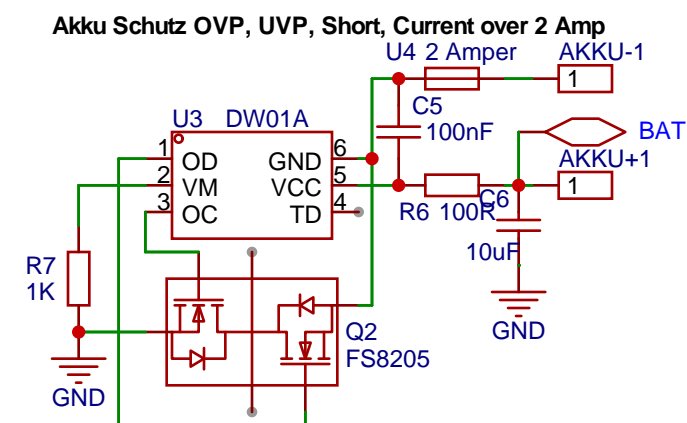 Akku Schutz OVP, UVP, Short, Current over 2 Amp
U4 2 Amper
AKKU-1
1
C5
100nF
U3 DW01A
BAT
1 OD GND 6
2 VM VCC 5
3 OC TD 4
AKKU+1
1
R6 100R
C6
10uF
R7
1K
GND
Q2
FS8205
GND